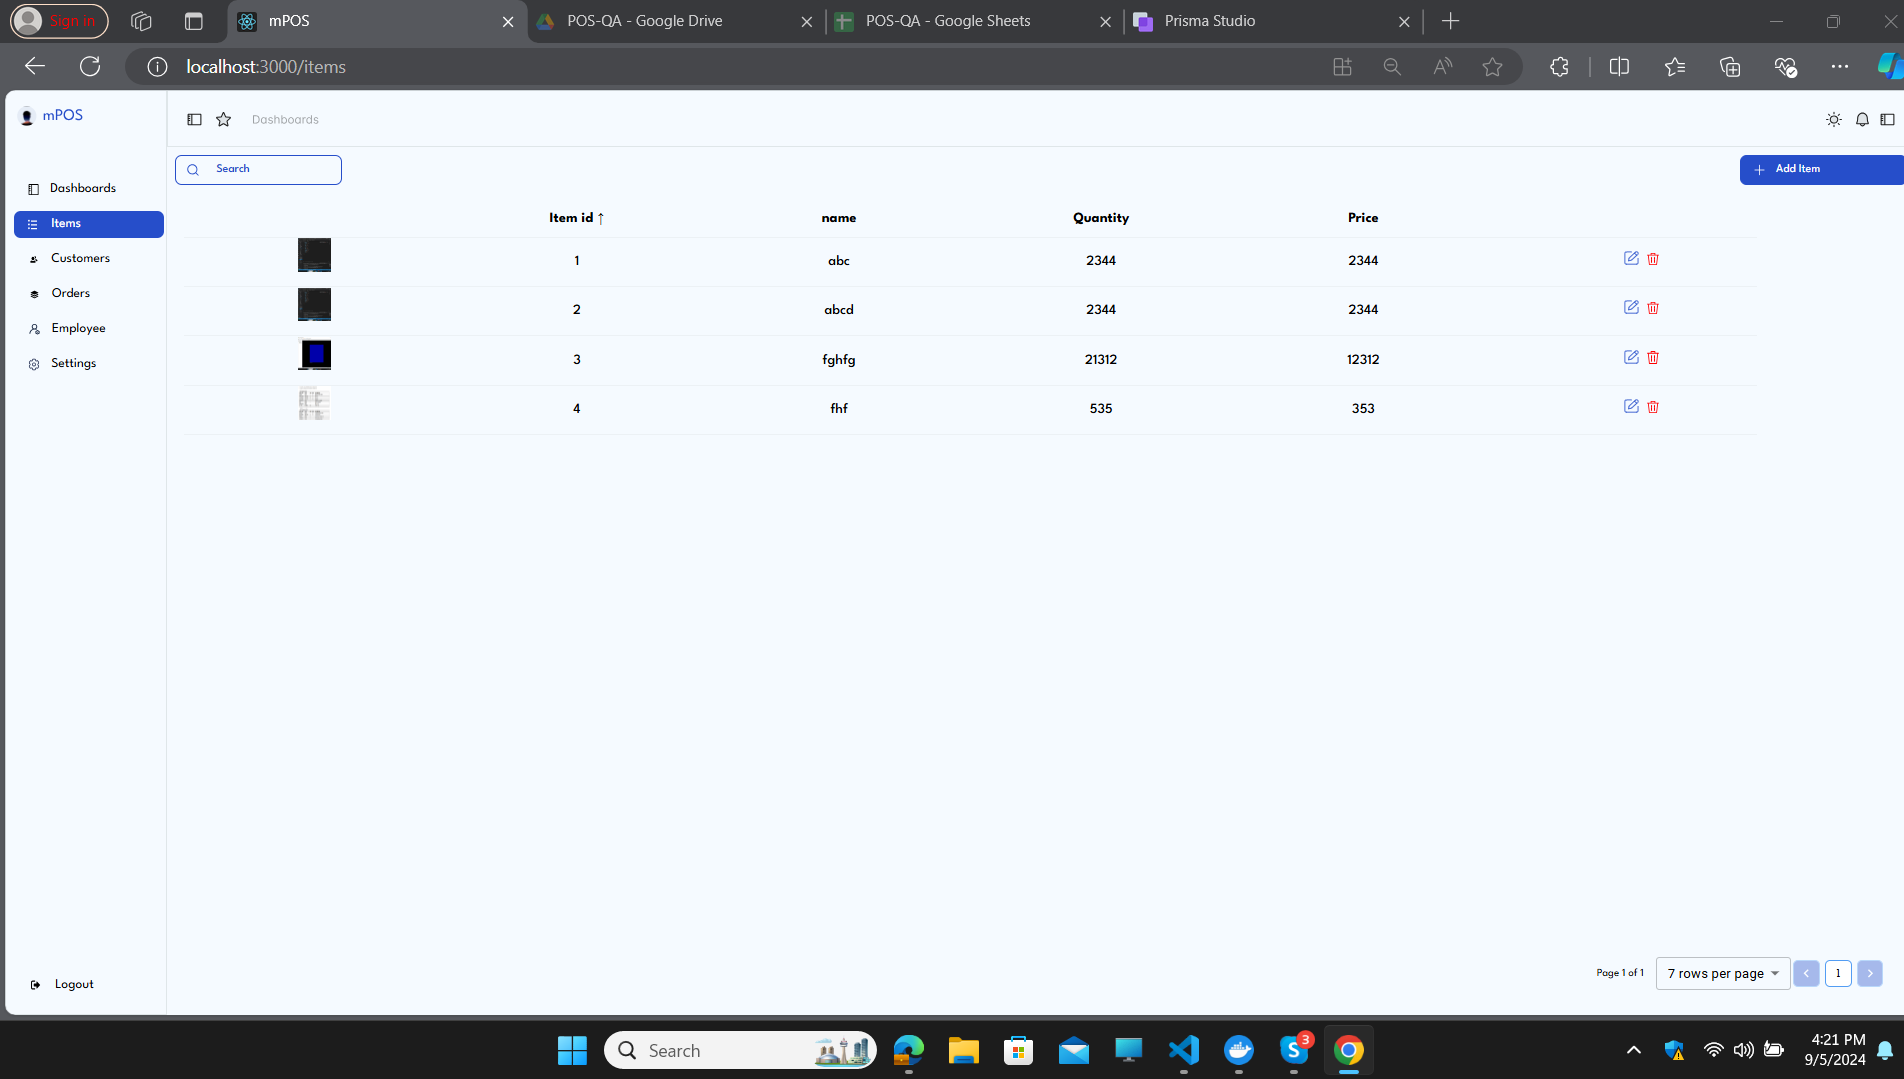 Sign in
mPOS
POS-QA - Google Drive
POS-QA - Google Sheets
Prisma Studio
localhost:3000/items
mPOS
Dashboards
Search
Add Item
Dashboards
Items
Customers
Orders
Employee
Settings
Logout
Item id ↑ name Quantity Price
1 abc 2344 2344
2 abcd 2344 2344
3 fghfg 21312 12312
4 fhf 535 353
Page 1 of 1
7 rows per page
1
Search
3
4:21 PM
9/5/2024